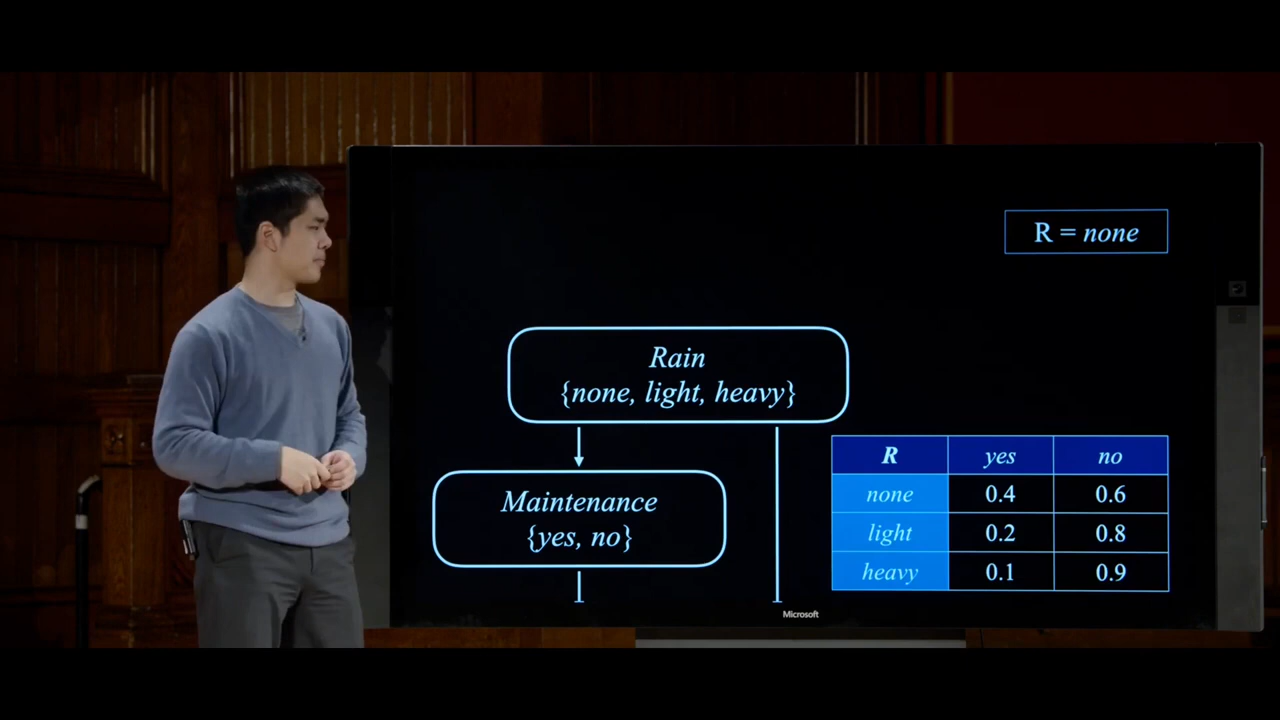 R = none
Rain
{none, light, heavy}
Maintenance
{yes, no}
R yes no
none 0.4 0.6
light 0.2 0.8
heavy 0.1 0.9
Microsoft